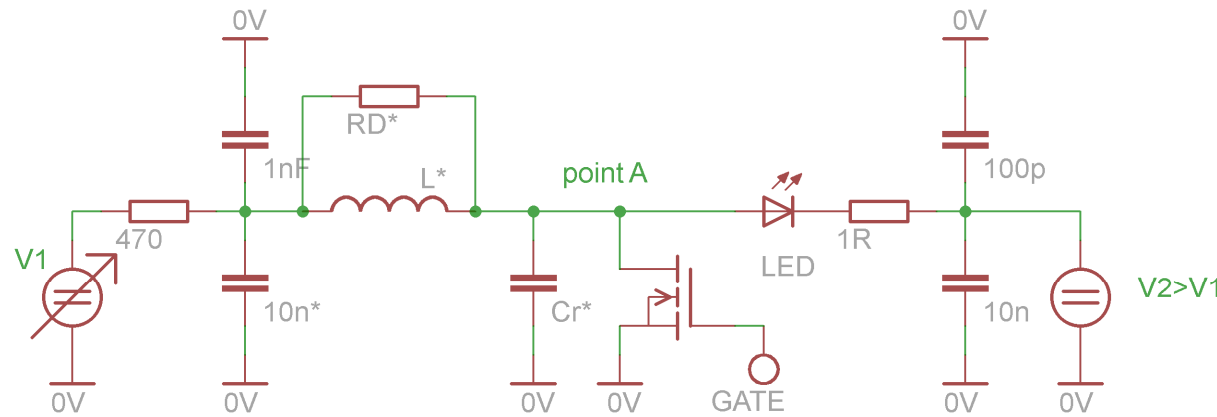 0V
0V
RD*
1nF
L*
point A
100p
470
1R
V1
LED
10n*
Cr*
10n
V2>V1
GATE
0V
0V
0V
0V
0V
0V